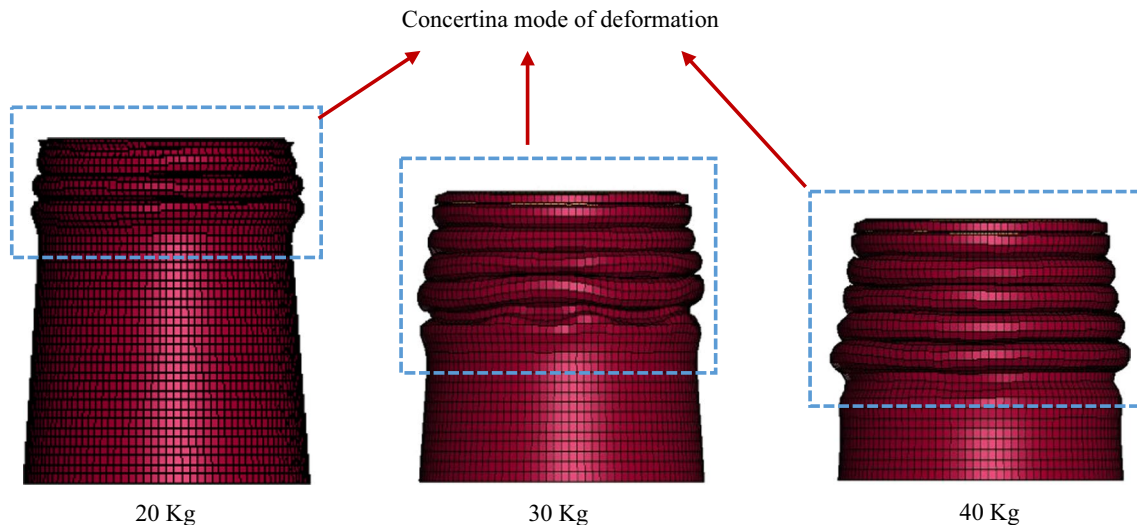 Concertina mode of deformation
20 Kg
30 Kg
40 Kg